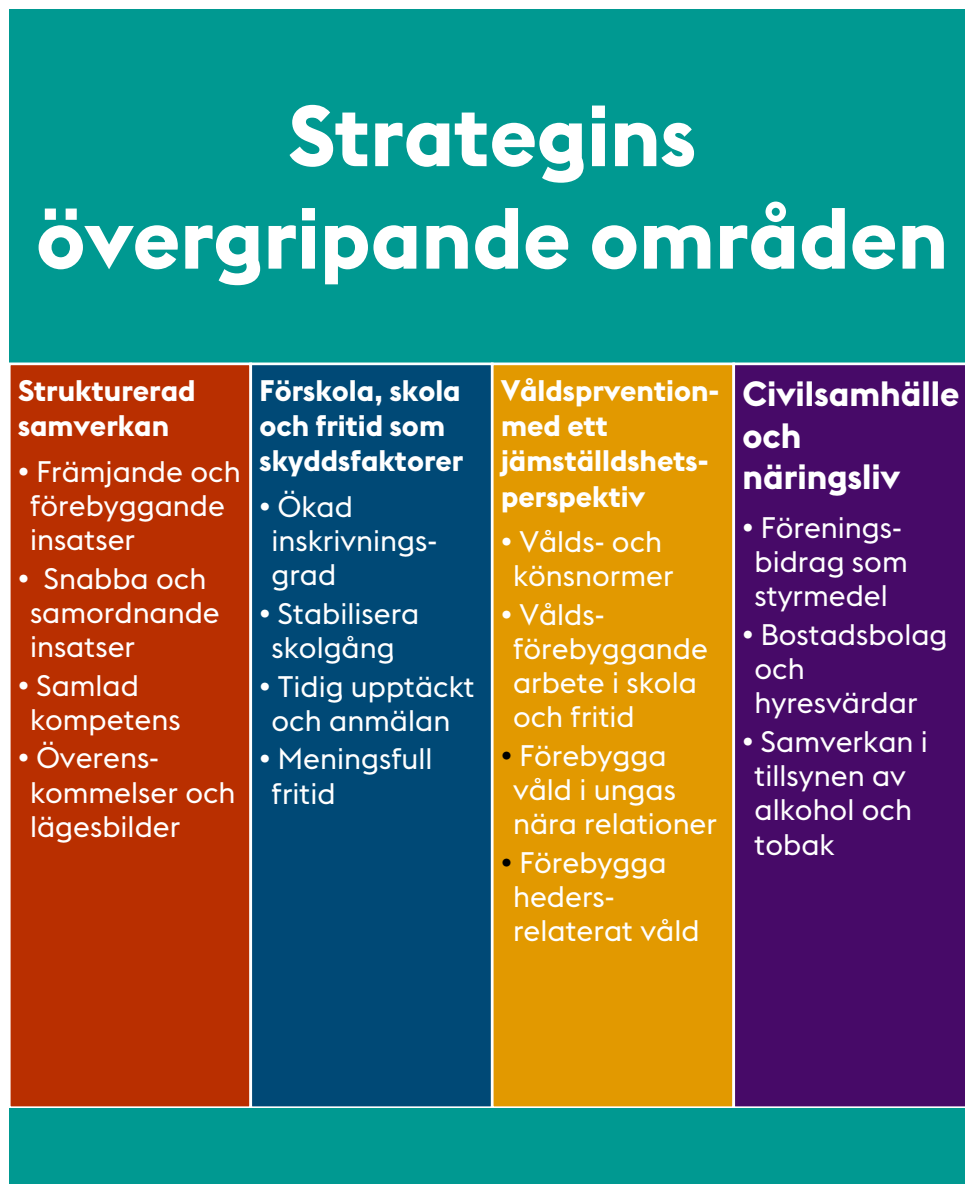 Strategins
övergripande områden
Strukturerad
samverkan
• Främjande och
förebyggande
insatser
• Snabba och
samordnande
insatser
• Samlad
kompetens
• Överens-
kommelser och
lägesbilder
Förskola, skola
och fritid som
skyddsfaktorer
• Ökad
inskrivnings-
grad
• Stabilisera
skolgång
• Tidig upptäckt
och anmälan
• Meningsfull
fritid
Våldsprvention-
med ett
jämställdshets-
perspektiv
• Vålds- och
könsnormer
• Vålds-
förebyggande
arbete i skola
och fritid
• Förebygga
våld i ungas
nära relationer
• Förebygga
heders-
relaterat våld
Civilsamhälle
och
näringsliv
• Förenings-
bidrag som
styrmedel
• Bostadsbolag
och
hyresvärdar
• Samverkan i
tillsynen av
alkohol och
tobak